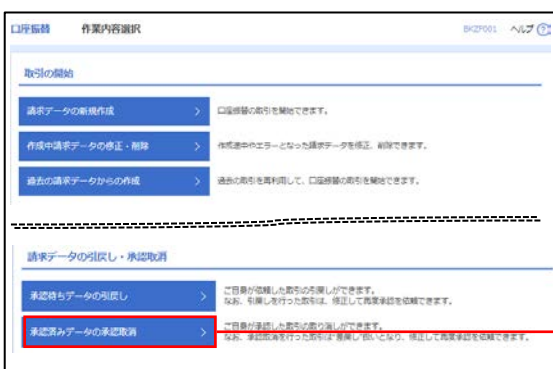 口座振替 作業内容選択 BKZF001 ヘルプ ?
取引の開始
請求データの新規作成 > 口座振替の取引を開始できます。
作成中請求データの修正・削除 > 作成途中やエラーとなった請求データを修正、削除できます。
過去の請求データからの作成 > 過去の取引を再利用して、口座振替の取引を開始できます。
請求データの引戻し・承認取消
承認待ちデータの引戻し > ご自身が依頼した取引の引戻しができます。
なお、引戻しを行った取引は、修正して再度承認を依頼できます。
承認済みデータの承認取消 > ご自身が承認した取引の取り消しができます。
なお、承認取消を行った取引は“差戻し”扱いとなり、修正して再度承認を依頼できます。